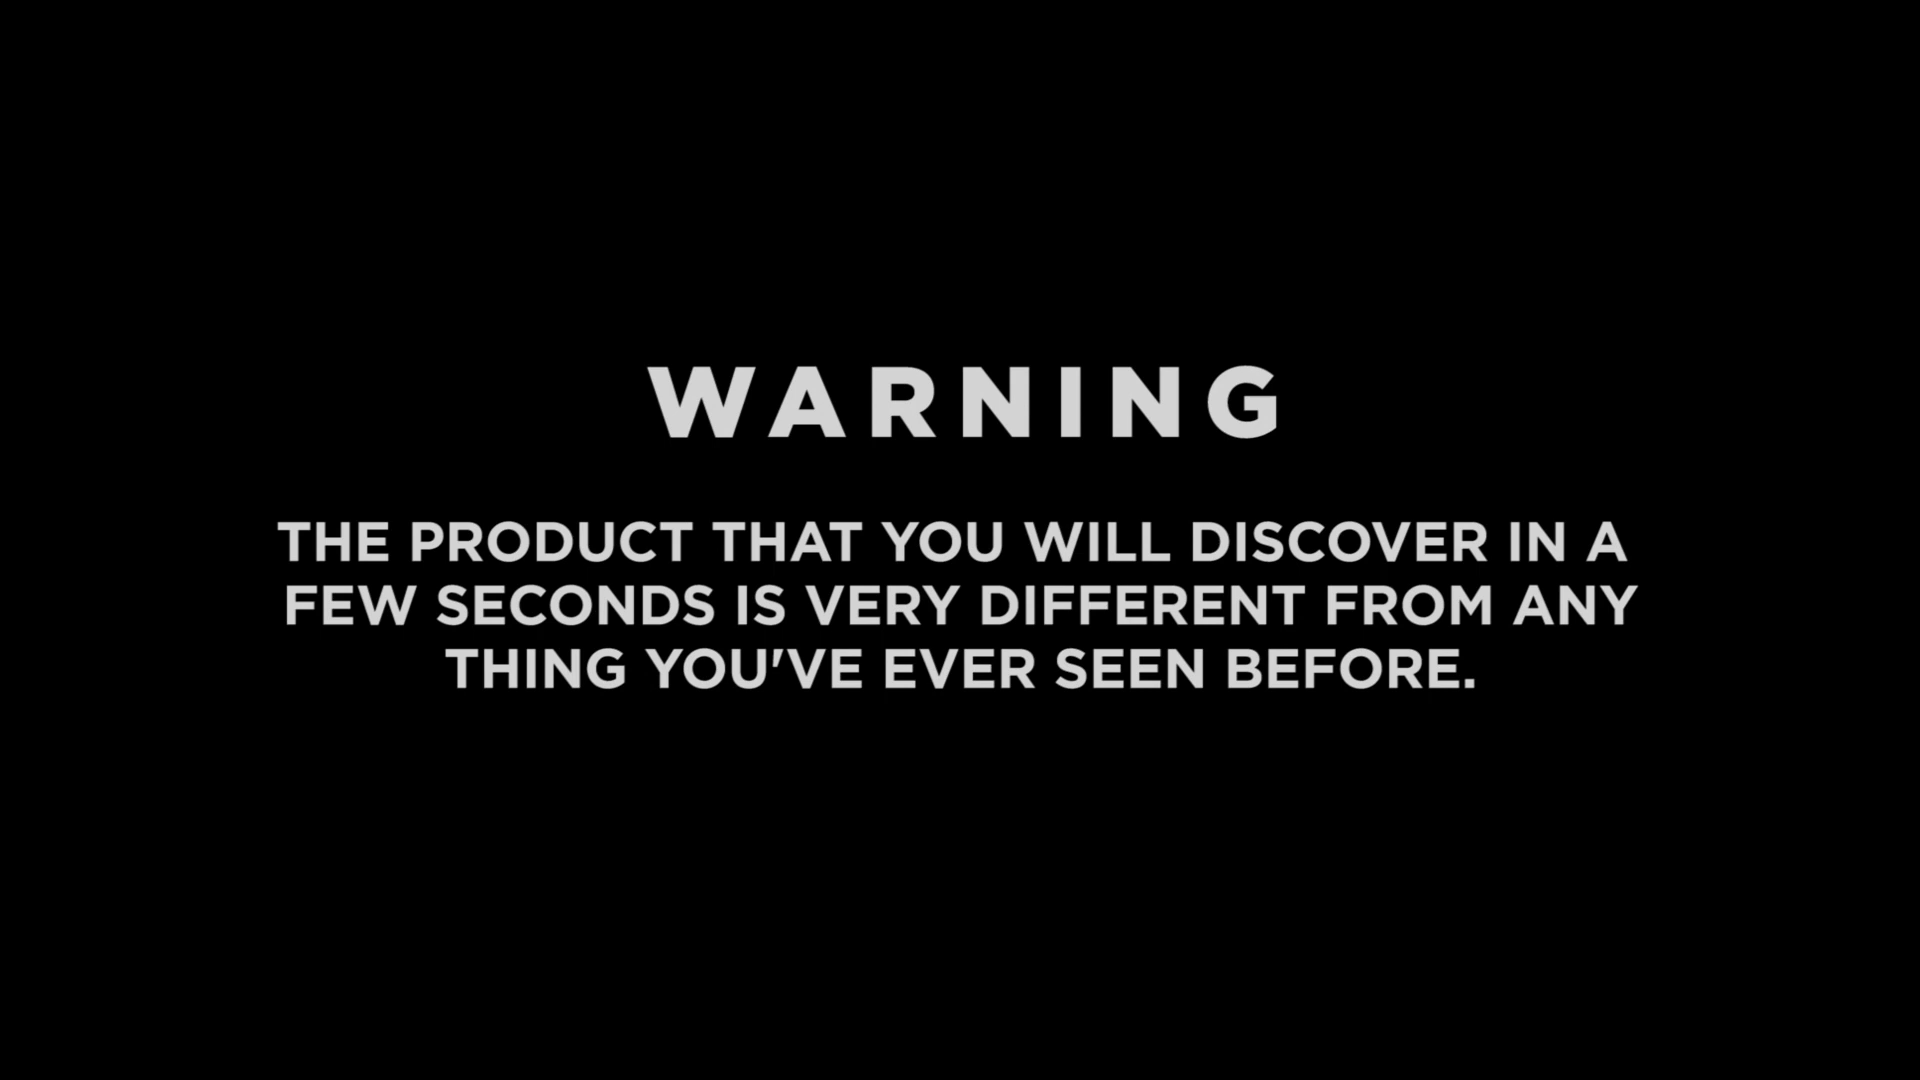 WARNING
THE PRODUCT THAT YOU WILL DISCOVER IN A
FEW SECONDS IS VERY DIFFERENT FROM ANY
THING YOU'VE EVER SEEN BEFORE.